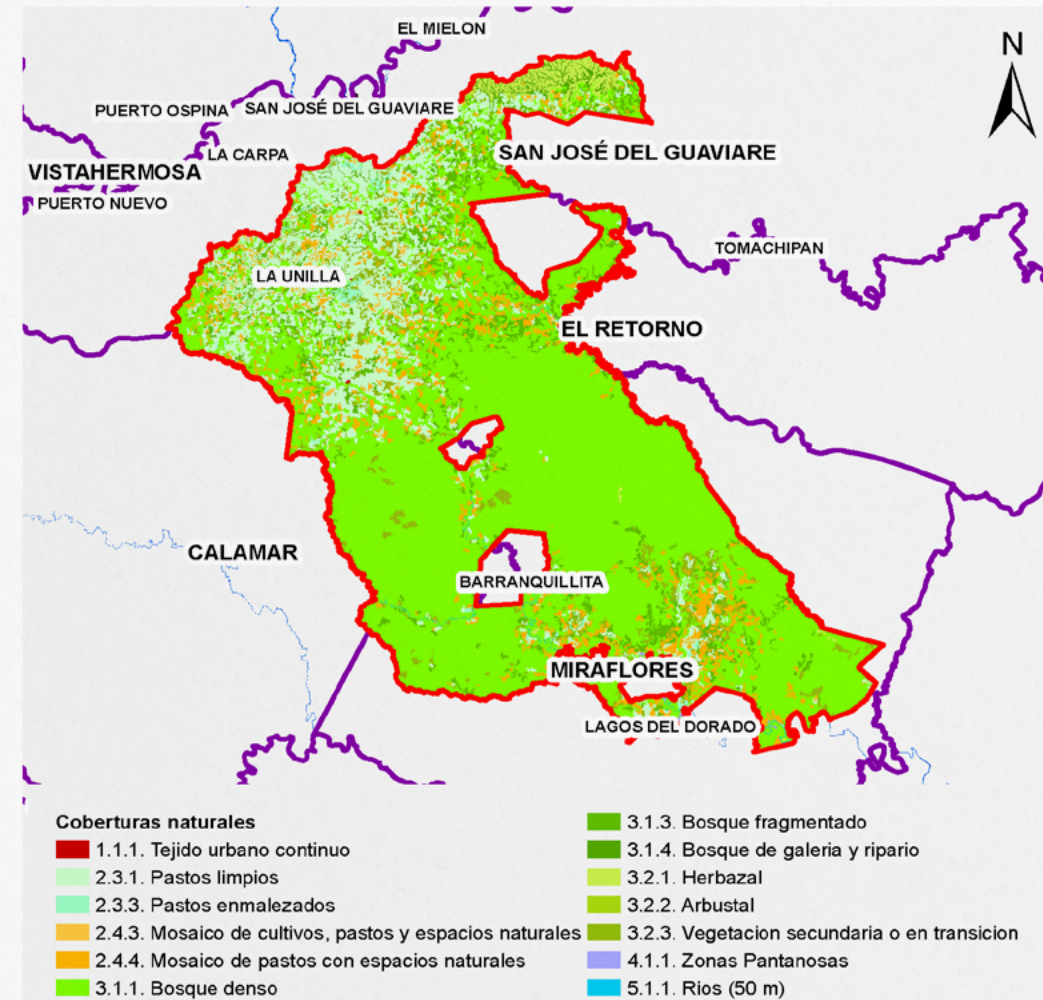 EL MIELON
N
PUERTO OSPINA
SAN JOSÉ DEL GUAVIARE
LA CARPA
SAN JOSÉ DEL GUAVIARE
VISTAHERMOSA
PUERTO NUEVO
TOMACHIPAN
LA UNILLA
EL RETORNO
CALAMAR
BARRANQUILLITA
MIRAFLORES
LAGOS DEL DORADO
Coberturas naturales
1.1.1. Tejido urbano continuo
2.3.1. Pastos limpios
2.3.3. Pastos enmalezados
2.4.3. Mosaico de cultivos, pastos y espacios naturales
2.4.4. Mosaico de pastos con espacios naturales
3.1.1. Bosque denso
3.1.3. Bosque fragmentado
3.1.4. Bosque de galeria y ripario
3.2.1. Herbazal
3.2.2. Arbustal
3.2.3. Vegetacion secundaria o en transicion
4.1.1. Zonas Pantanosas
5.1.1. Rios (50 m)